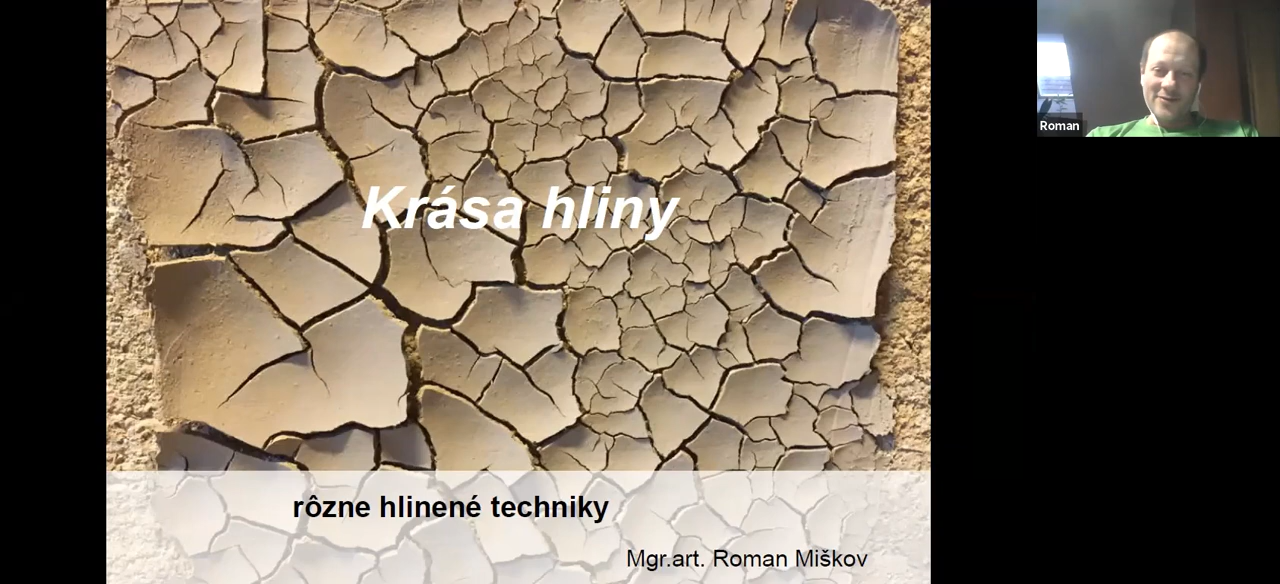 Krása hliny
rôzne hlinené techniky
Mgr.art. Roman Miškov
Roman